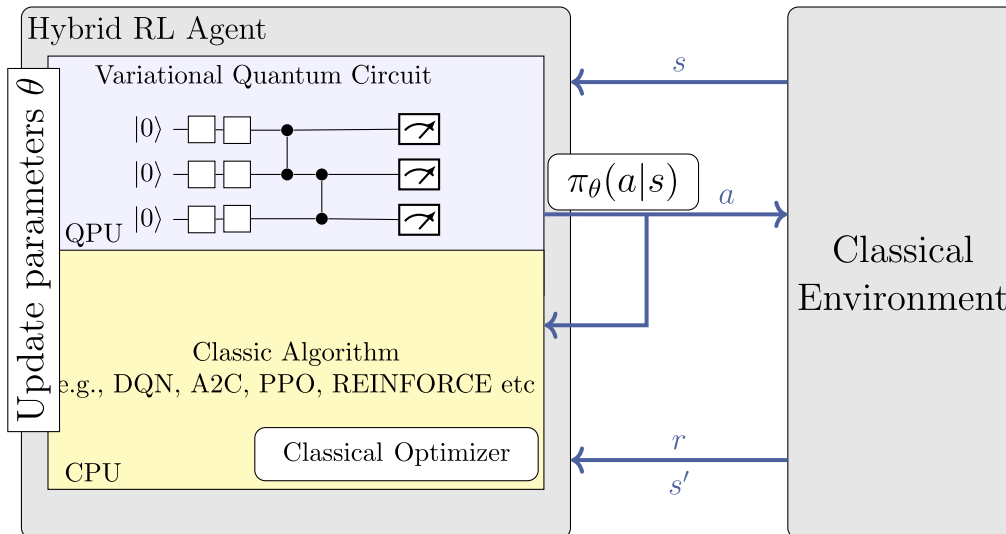 Hybrid RL Agent
Update parameters θ
Variational Quantum Circuit
|0⟩
|0⟩
|0⟩
QPU
Classic Algorithm
e.g., DQN, A2C, PPO, REINFORCE etc
Classical Optimizer
CPU
s
π_θ(a|s)
a
r
s′
Classical
Environment